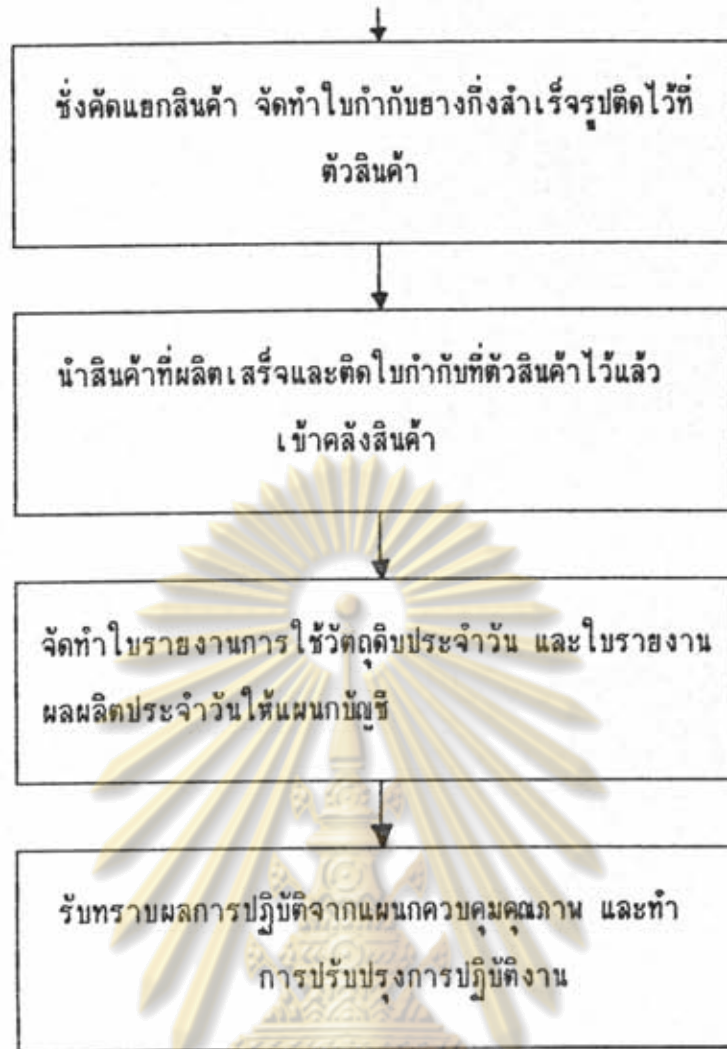 ชั่งคัดแยกสินค้า จัดทำใบกำกับยางกึ่งสำเร็จรูปติดไว้ที่
ตัวสินค้า
นำสินค้าที่ผลิตเสร็จและติดใบกำกับที่ตัวสินค้าไว้แล้ว
เข้าคลังสินค้า
จัดทำใบรายงานการใช้วัตถุดิบประจำวัน และใบรายงาน
ผลผลิตประจำวันให้แผนกบัญชี
รับทราบผลการปฏิบัติจากแผนกควบคุมคุณภาพ และทำ
การปรับปรุงการปฏิบัติงาน